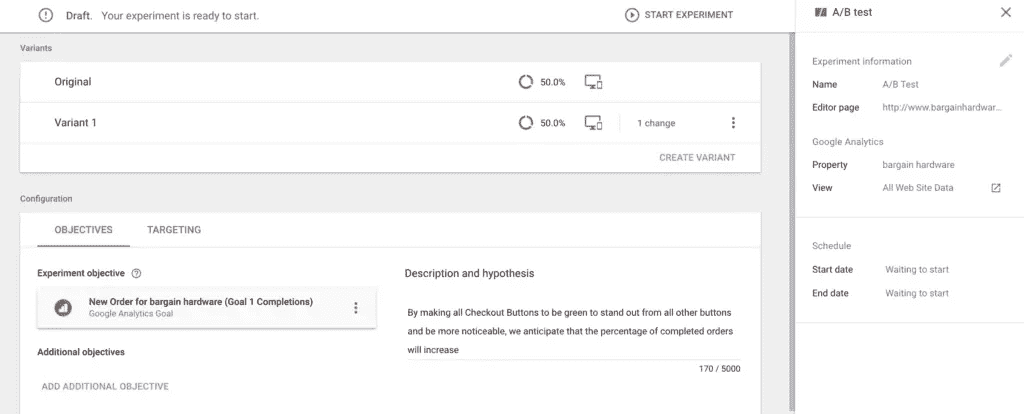 Draft. Your experiment is ready to start.
START EXPERIMENT
Variants
Original
50.0%
Variant 1
50.0%
1 change
CREATE VARIANT
Configuration
OBJECTIVES
TARGETING
Experiment objective
New Order for bargain hardware (Goal 1 Completions)
Google Analytics Goal
Additional objectives
ADD ADDITIONAL OBJECTIVE
Description and hypothesis
By making all Checkout Buttons to be green to stand out from all other buttons
and be more noticeable, we anticipate that the percentage of completed orders
will increase
170 / 5000
A/B test
Experiment information
Name A/B Test
Editor page http://www.bargainhardwar...
Google Analytics
Property bargain hardware
View All Web Site Data
Schedule
Start date Waiting to start
End date Waiting to start